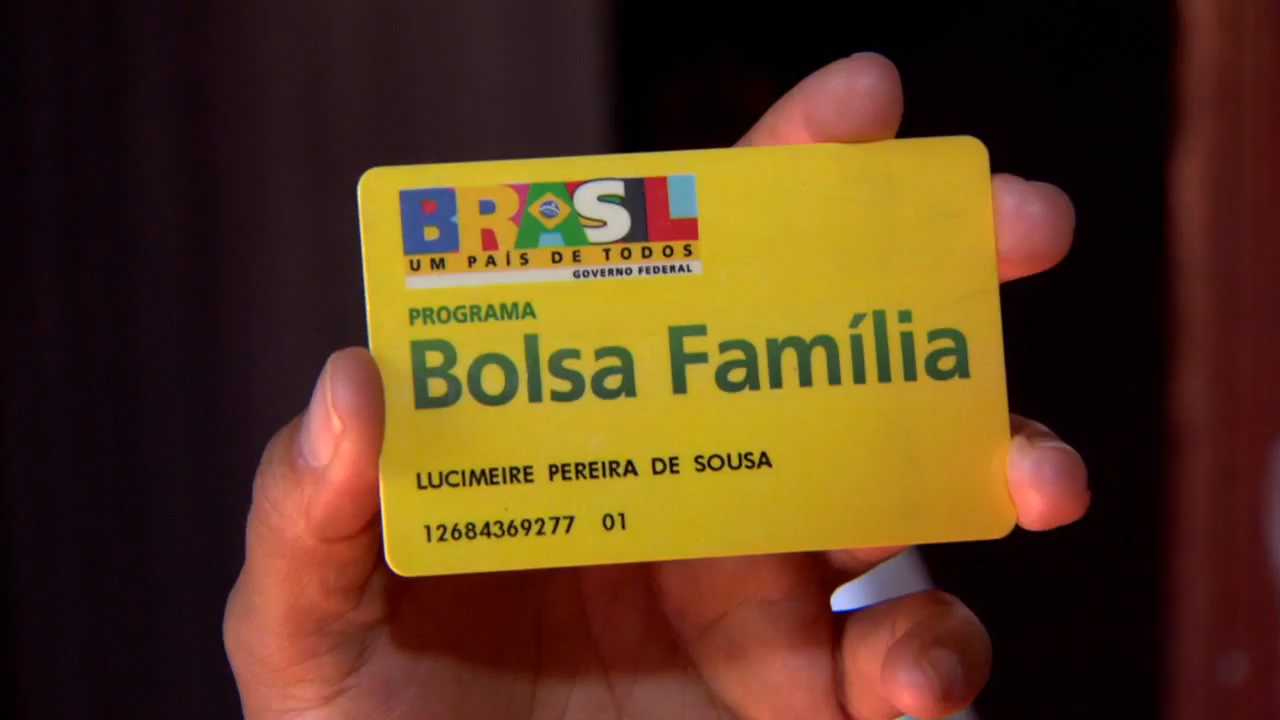 BRASIL
UM PAÍS DE TODOS
GOVERNO FEDERAL
PROGRAMA
Bolsa Família
LUCIMEIRE PEREIRA DE SOUSA
12684369277 01